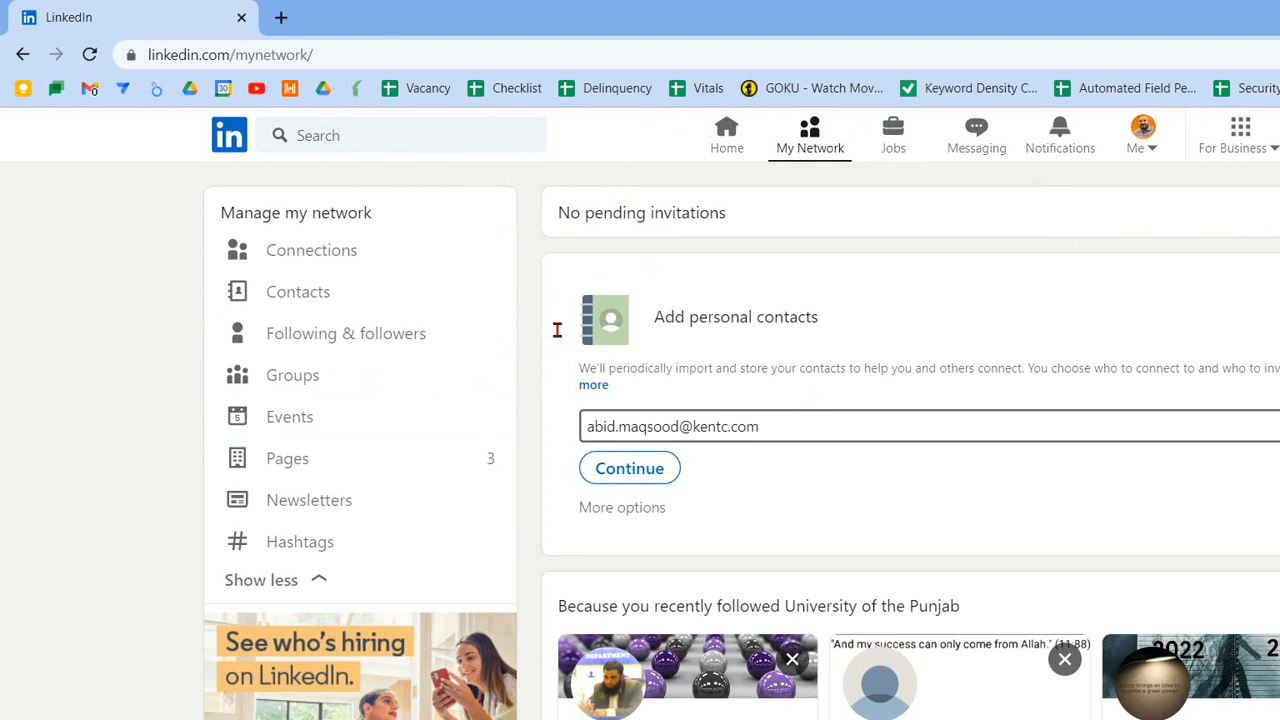 LinkedIn
linkedin.com/mynetwork/
Vacancy Checklist Delinquency Vitals GOKU - Watch Mov... Keyword Density C... Automated Field Pe... Security
in Search
Home My Network Jobs Messaging Notifications Me For Business
Manage my network
Connections
Contacts
Following & followers
Groups
Events
Pages 3
Newsletters
Hashtags
Show less
See who's hiring
on LinkedIn.
No pending invitations
Add personal contacts
We'll periodically import and store your contacts to help you and others connect. You choose who to connect to and who to inv
more
abid.maqsood@kentc.com
Continue
More options
Because you recently followed University of the Punjab
DEPARTMENT
"And my success can only come from Allah." (11:88)
2022